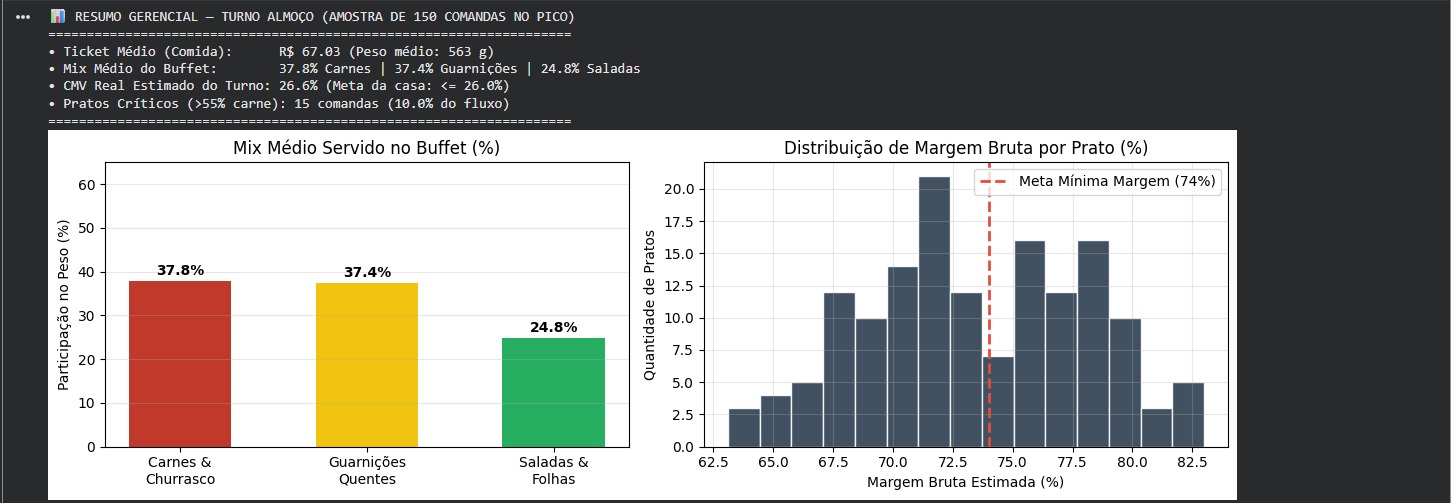 ••• 📊 RESUMO GERENCIAL — TURNO ALMOÇO (AMOSTRA DE 150 COMANDAS NO PICO)
====================================================================
• Ticket Médio (Comida): R$ 67.03 (Peso médio: 563 g)
• Mix Médio do Buffet: 37.8% Carnes | 37.4% Guarnições | 24.8% Saladas
• CMV Real Estimado do Turno: 26.6% (Meta da casa: <= 26.0%)
• Pratos Críticos (>55% carne): 15 comandas (10.0% do fluxo)
====================================================================
Mix Médio Servido no Buffet (%)
Participação no Peso (%)
60
50
40
30
20
10
0
37.8%
37.4%
24.8%
Carnes &
Churrasco
Guarnições
Quentes
Saladas &
Folhas
Distribuição de Margem Bruta por Prato (%)
Meta Mínima Margem (74%)
Quantidade de Pratos
20.0
17.5
15.0
12.5
10.0
7.5
5.0
2.5
0.0
62.5 65.0 67.5 70.0 72.5 75.0 77.5 80.0 82.5
Margem Bruta Estimada (%)